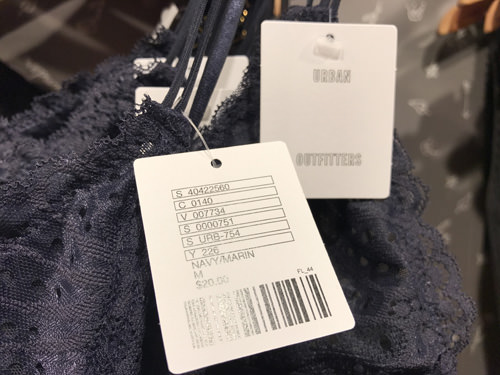 URBAN
OUTFITTERS
S 40422560
C 0140
V 007734
S 0000751
S URB-754
Y 226
NAVY/MARIN
M
$20.00
FL_44